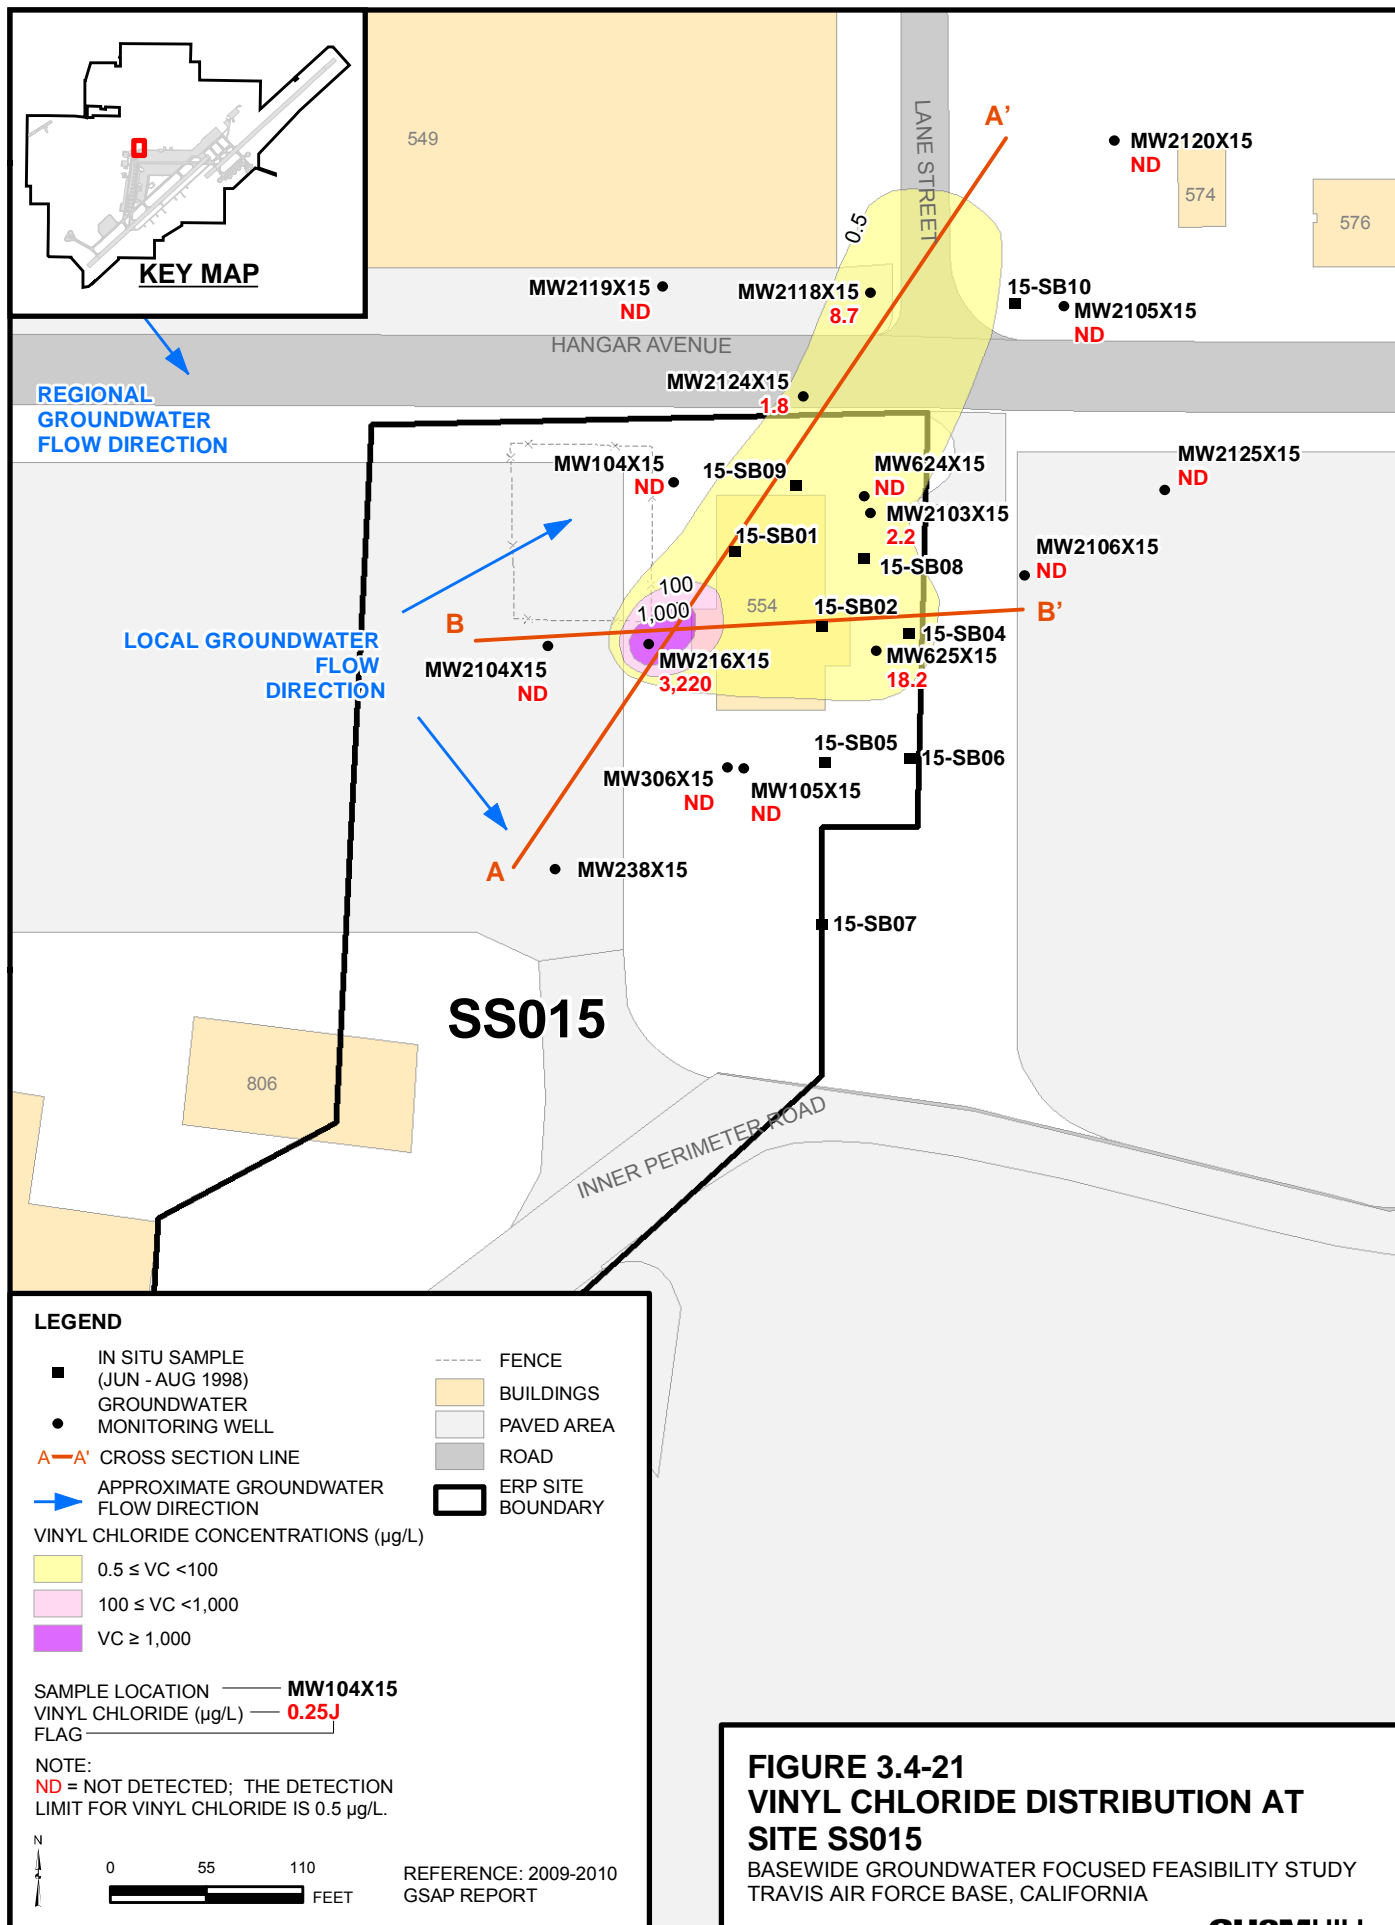 KEY MAP
549
LANE STREET
A’
MW2120X15
ND
574
576
0.5
MW2119X15
ND
MW2118X15
8.7
15-SB10
MW2105X15
ND
HANGAR AVENUE
REGIONAL
GROUNDWATER
FLOW DIRECTION
MW2124X15
1.8
MW104X15
ND
15-SB09
MW624X15
ND
MW2103X15
2.2
MW2125X15
ND
15-SB01
15-SB08
MW2106X15
ND
100
1,000
554
15-SB02
B
B’
LOCAL GROUNDWATER
FLOW
DIRECTION
MW2104X15
ND
MW216X15
3,220
15-SB04
MW625X15
18.2
15-SB05
15-SB06
MW306X15
ND
MW105X15
ND
A
MW238X15
15-SB07
SS015
806
INNER PERIMETER ROAD
LEGEND
IN SITU SAMPLE
(JUN - AUG 1998)
GROUNDWATER
MONITORING WELL
A A' CROSS SECTION LINE
APPROXIMATE GROUNDWATER
FLOW DIRECTION
FENCE
BUILDINGS
PAVED AREA
ROAD
ERP SITE
BOUNDARY
VINYL CHLORIDE CONCENTRATIONS (µg/L)
0.5 ≤ VC <100
100 ≤ VC <1,000
VC ≥ 1,000
SAMPLE LOCATION MW104X15
VINYL CHLORIDE (µg/L) 0.25J
FLAG
NOTE:
ND = NOT DETECTED; THE DETECTION
LIMIT FOR VINYL CHLORIDE IS 0.5 µg/L.
N
0 55 110
FEET
REFERENCE: 2009-2010
GSAP REPORT
FIGURE 3.4-21
VINYL CHLORIDE DISTRIBUTION AT
SITE SS015
BASEWIDE GROUNDWATER FOCUSED FEASIBILITY STUDY
TRAVIS AIR FORCE BASE, CALIFORNIA